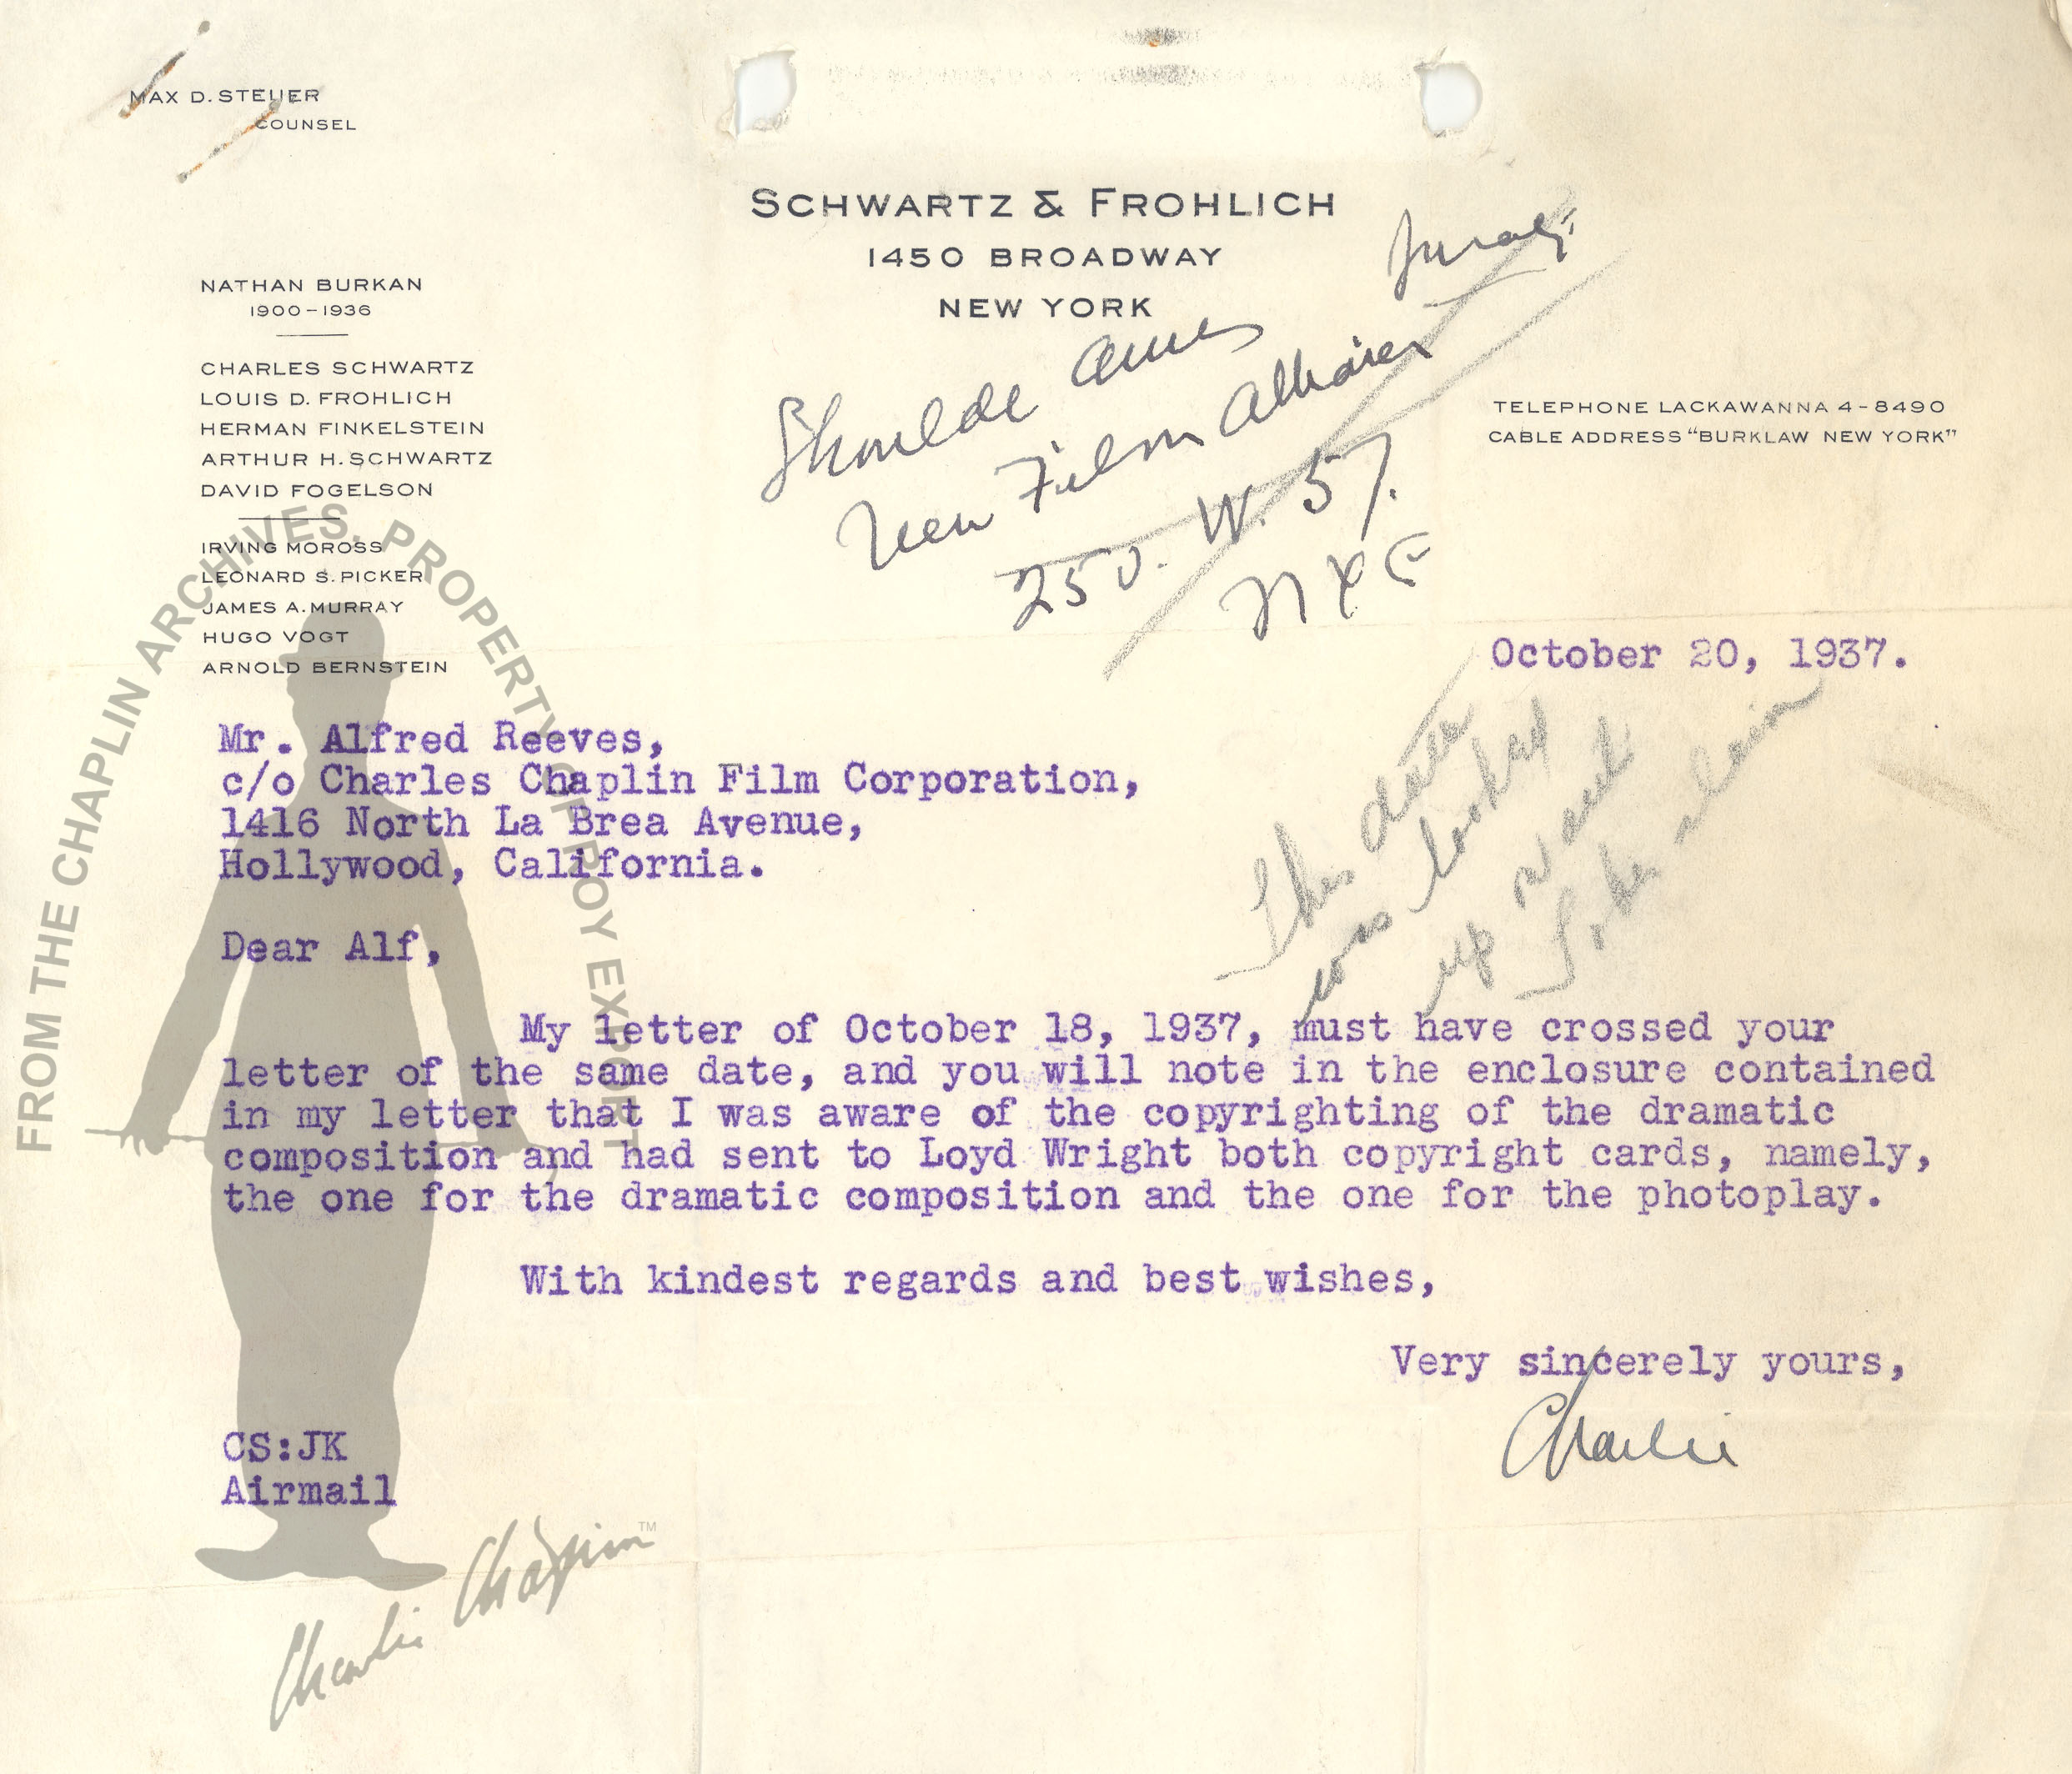 MAX D. STEUER
COUNSEL
SCHWARTZ & FROHLICH
1450 BROADWAY
NEW YORK
NATHAN BURKAN
1900-1936
CHARLES SCHWARTZ
LOUIS D. FROHLICH
HERMAN FINKELSTEIN
ARTHUR H. SCHWARTZ
DAVID FOGELSON
IRVING MOROSS
LEONARD S. PICKER
JAMES A. MURRAY
HUGO VOGT
ARNOLD BERNSTEIN
TELEPHONE LACKAWANNA 4-8490
CABLE ADDRESS "BURKLAW NEW YORK"
New Film Alliance
250. W. 57.
This date
was looked
up
October 20, 1937.
Mr. Alfred Reeves,
c/o Charles Chaplin Film Corporation,
1416 North La Brea Avenue,
Hollywood, California.
Dear Alf,
My letter of October 18, 1937, must have crossed your
letter of the same date, and you will note in the enclosure contained
in my letter that I was aware of the copyrighting of the dramatic
composition and had sent to Loyd Wright both copyright cards, namely,
the one for the dramatic composition and the one for the photoplay.
With kindest regards and best wishes,
Very sincerely yours,
Charlie
CS:JK
Airmail
FROM THE CHAPLIN ARCHIVES, PROPERTY OF ROY EXPORT
Charlie Chaplin™